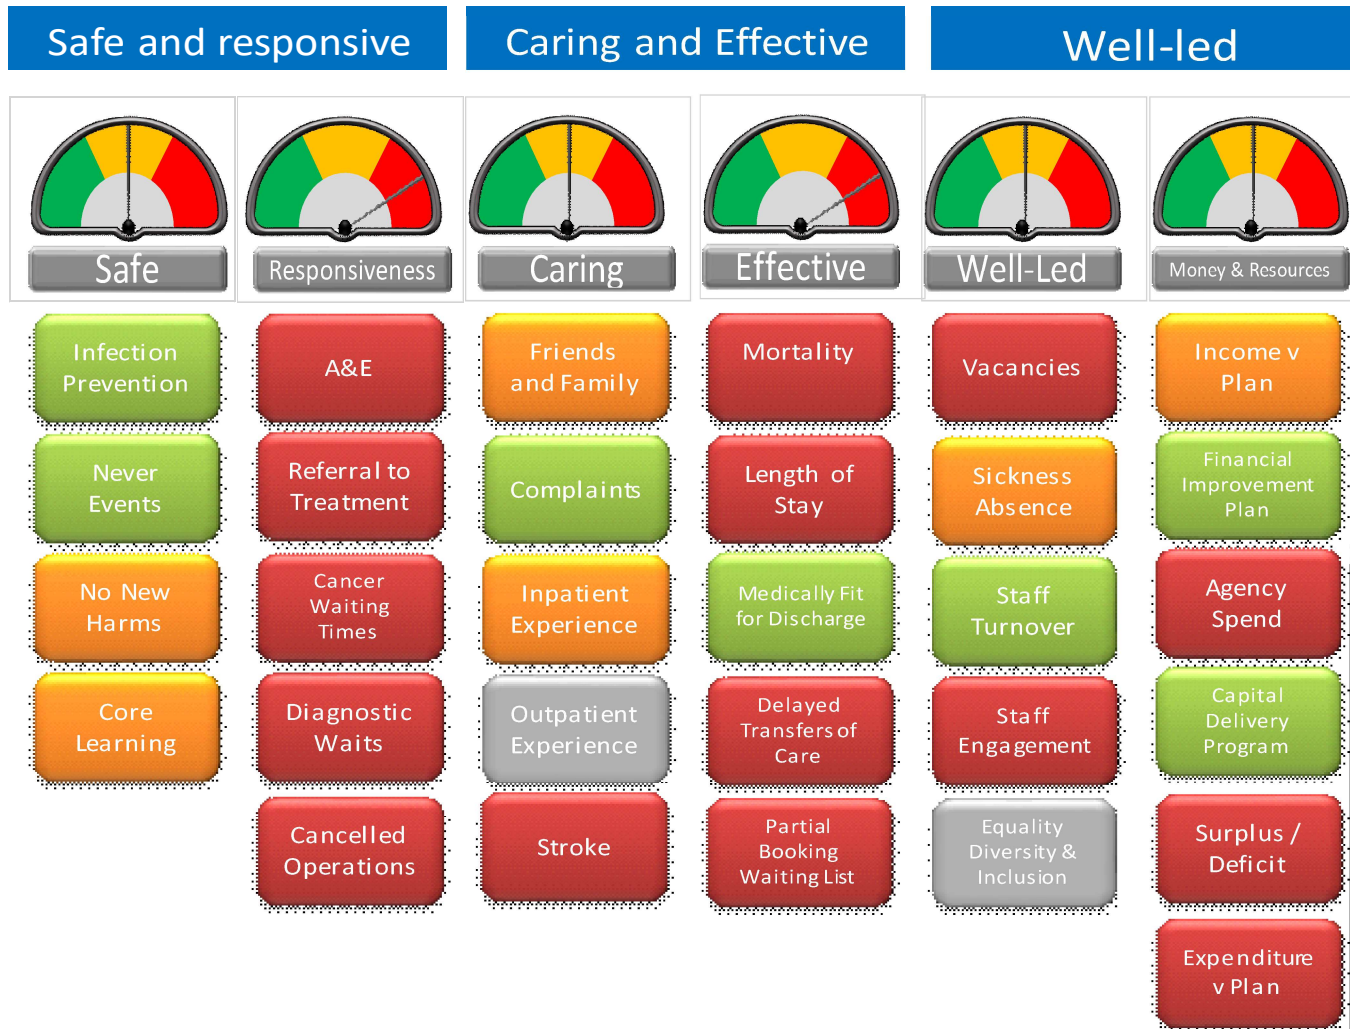 Safe and responsive
Caring and Effective
Well-led
Safe
Responsiveness
Caring
Effective
Well-Led
Money & Resources
Infection
Prevention
Never
Events
No New
Harms
Core
Learning
A&E
Referral to
Treatment
Cancer
Waiting
Times
Diagnostic
Waits
Cancelled
Operations
Friends
and Family
Complaints
Inpatient
Experience
Outpatient
Experience
Stroke
Mortality
Length of
Stay
Medically Fit
for Discharge
Delayed
Transfers of
Care
Partial
Booking
Waiting List
Vacancies
Sickness
Absence
Staff
Turnover
Staff
Engagement
Equality
Diversity &
Inclusion
Income v
Plan
Financial
Improvement
Plan
Agency
Spend
Capital
Delivery
Program
Surplus /
Deficit
Expenditure
v Plan